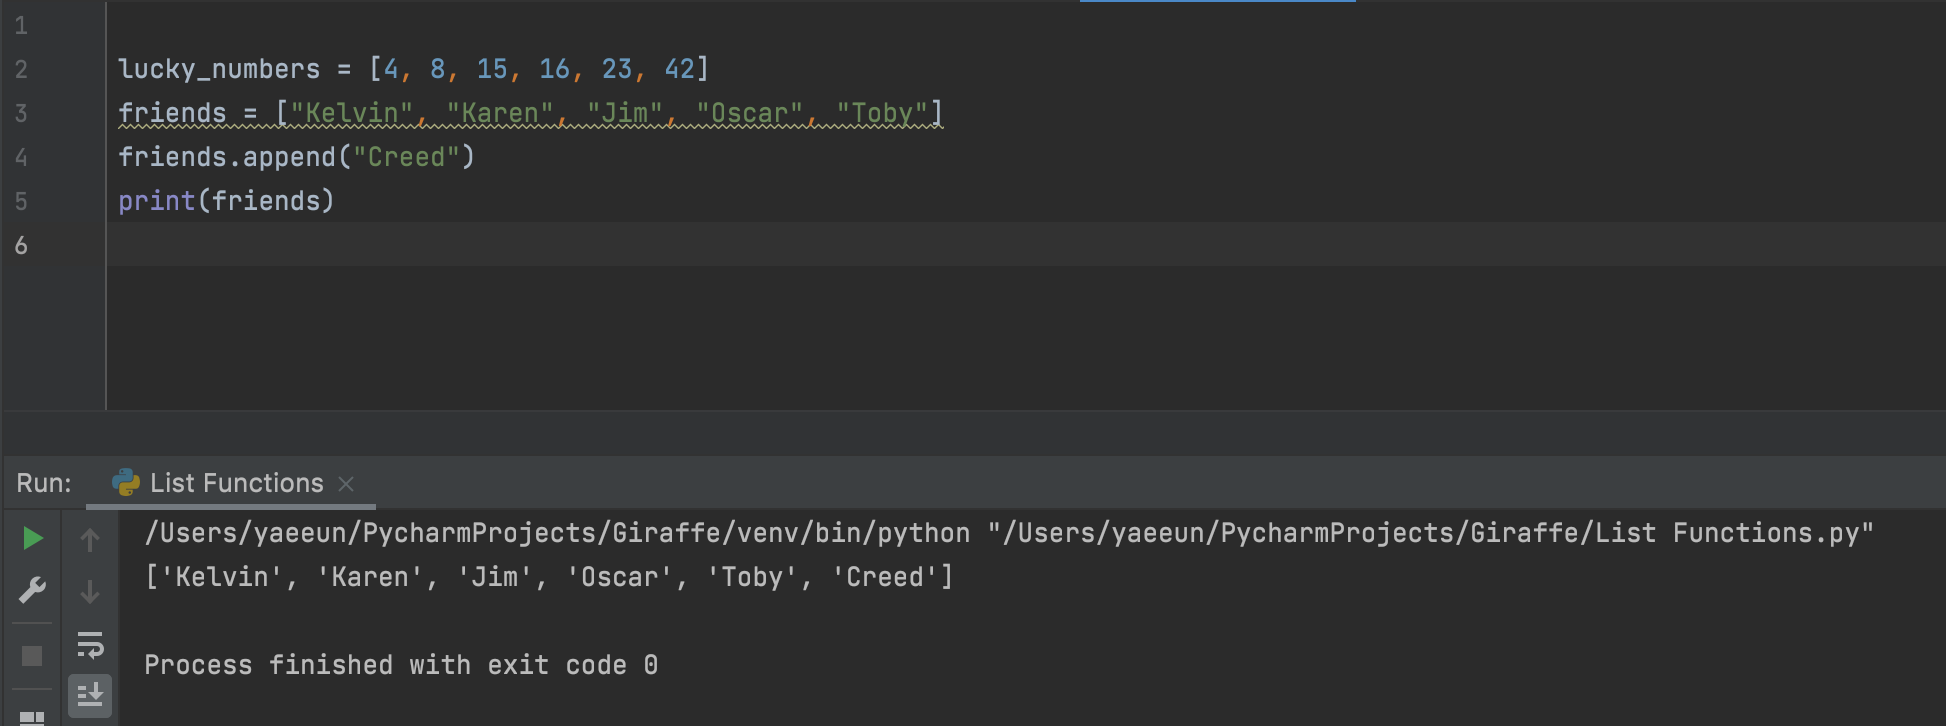 1
2 lucky_numbers = [4, 8, 15, 16, 23, 42]
3 friends = ["Kelvin", "Karen", "Jim", "Oscar", "Toby"]
4 friends.append("Creed")
5 print(friends)
6
Run: List Functions
/Users/yaeeun/PycharmProjects/Giraffe/venv/bin/python "/Users/yaeeun/PycharmProjects/Giraffe/List Functions.py"
['Kelvin', 'Karen', 'Jim', 'Oscar', 'Toby', 'Creed']
Process finished with exit code 0